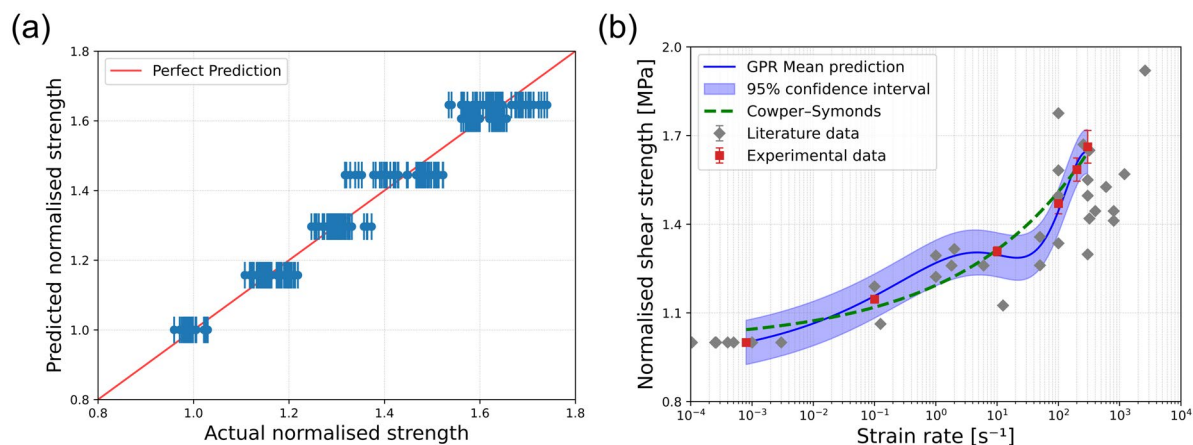 (a)
1.8
1.6
1.4
1.2
1.0
0.8
0.8
1.0
1.2
1.4
1.6
1.8
Predicted normalised strength
Actual normalised strength
Perfect Prediction
(b)
2.0
1.7
1.4
1.1
0.8
10⁻⁴
10⁻³
10⁻²
10⁻¹
10⁰
10¹
10²
10³
10⁴
Normalised shear strength [MPa]
Strain rate [s⁻¹]
GPR Mean prediction
95% confidence interval
Cowper–Symonds
Literature data
Experimental data